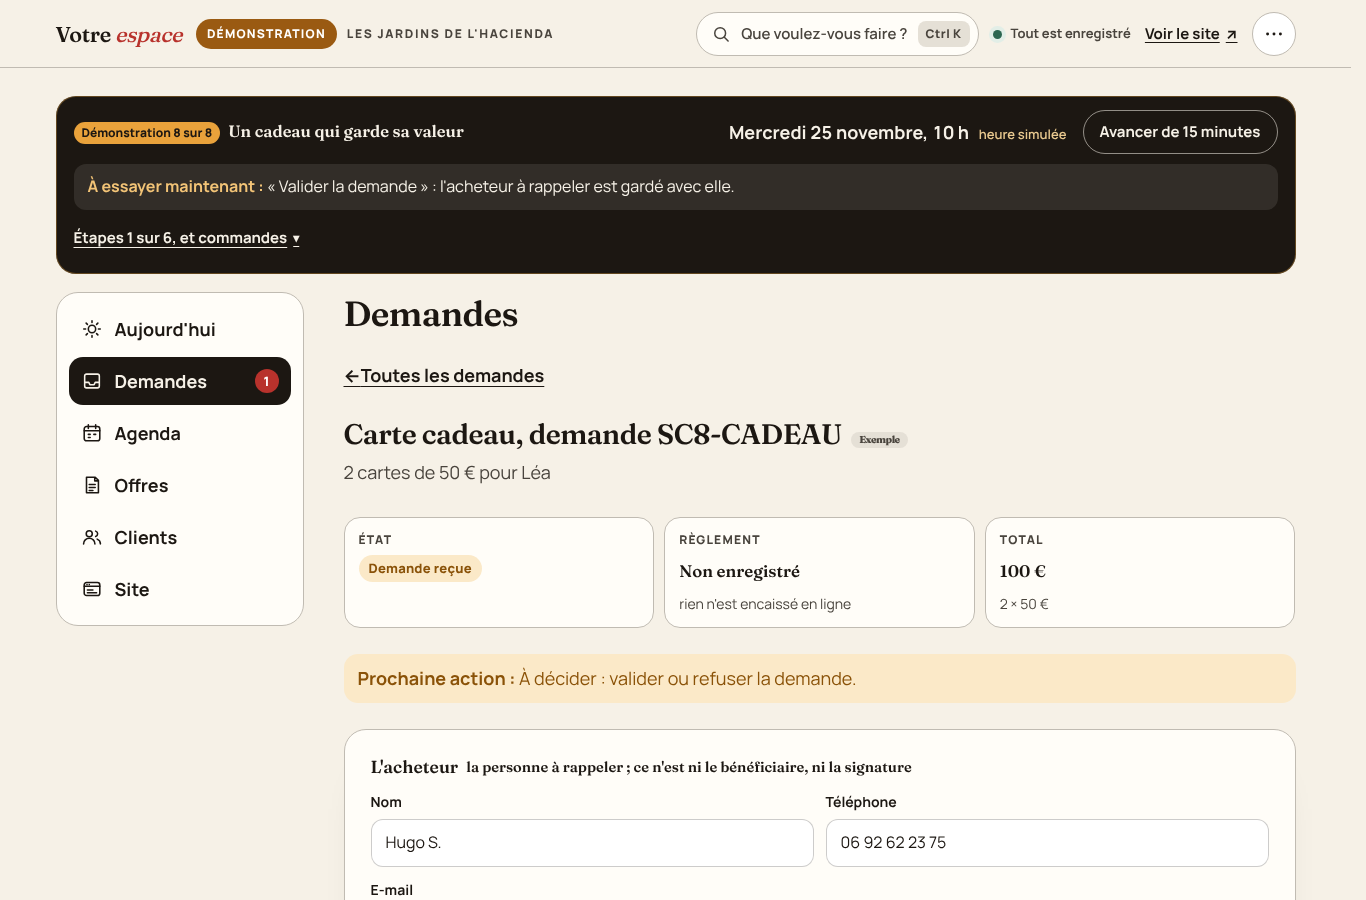 Votre espace DÉMONSTRATION LES JARDINS DE L'HACIENDA Que voulez-vous faire ? Ctrl K Tout est enregistré Voir le site ↗ ···
Démonstration 8 sur 8 Un cadeau qui garde sa valeur Mercredi 25 novembre, 10 h heure simulée Avancer de 15 minutes
À essayer maintenant : « Valider la demande » : l'acheteur à rappeler est gardé avec elle.
Étapes 1 sur 6, et commandes ▾
Aujourd'hui
Demandes 1
Agenda
Offres
Clients
Site
Demandes
←Toutes les demandes
Carte cadeau, demande SC8-CADEAU Exemple
2 cartes de 50 € pour Léa
ÉTAT
Demande reçue
RÈGLEMENT
Non enregistré
rien n'est encaissé en ligne
TOTAL
100 €
2 × 50 €
Prochaine action : À décider : valider ou refuser la demande.
L'acheteur la personne à rappeler ; ce n'est ni le bénéficiaire, ni la signature
Nom
Hugo S.
Téléphone
06 92 62 23 75
E-mail